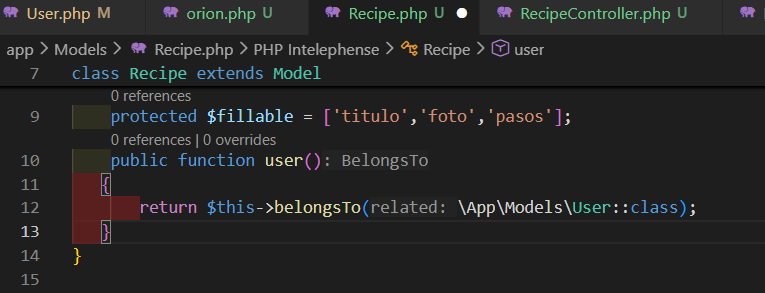 User.php M orion.php U Recipe.php U RecipeController.php U
app > Models > Recipe.php > PHP Intelephense > Recipe > user
7 class Recipe extends Model
0 references
9 protected $fillable = ['titulo','foto','pasos'];
0 references | 0 overrides
10 public function user(): BelongsTo
11 {
12 return $this->belongsTo(related: \App\Models\User::class);
13 }
14 }
15